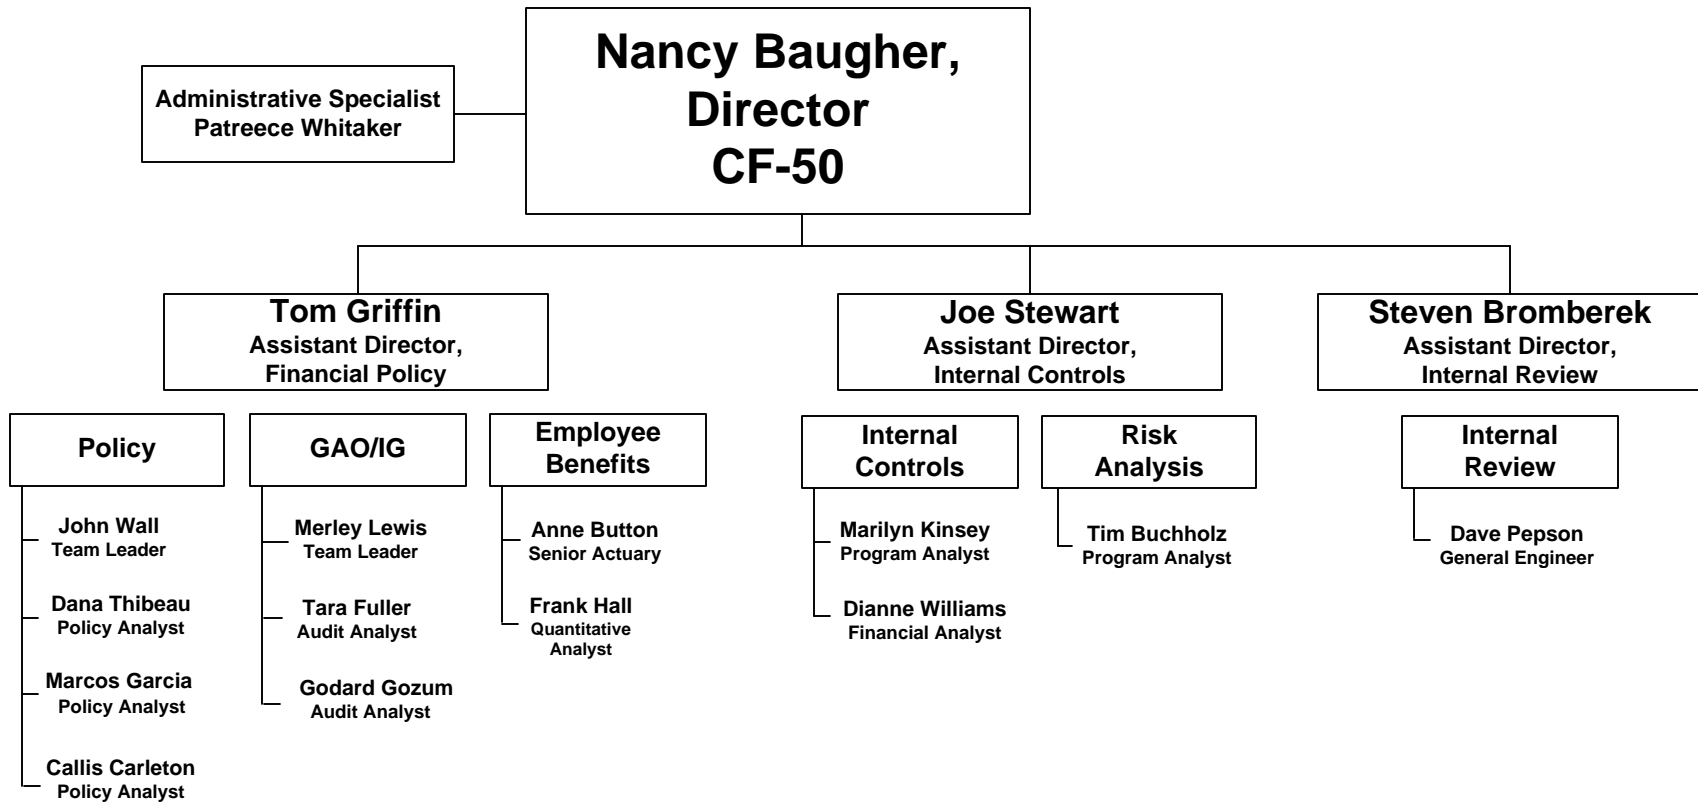 Nancy Baugher,
Director
CF-50
Administrative Specialist
Patreece Whitaker
Tom Griffin
Assistant Director,
Financial Policy
Joe Stewart
Assistant Director,
Internal Controls
Steven Bromberek
Assistant Director,
Internal Review
Policy
John Wall
Team Leader
Dana Thibeau
Policy Analyst
Marcos Garcia
Policy Analyst
Callis Carleton
Policy Analyst
GAO/IG
Merley Lewis
Team Leader
Tara Fuller
Audit Analyst
Godard Gozum
Audit Analyst
Employee
Benefits
Anne Button
Senior Actuary
Frank Hall
Quantitative
Analyst
Internal
Controls
Marilyn Kinsey
Program Analyst
Dianne Williams
Financial Analyst
Risk
Analysis
Tim Buchholz
Program Analyst
Internal
Review
Dave Pepson
General Engineer